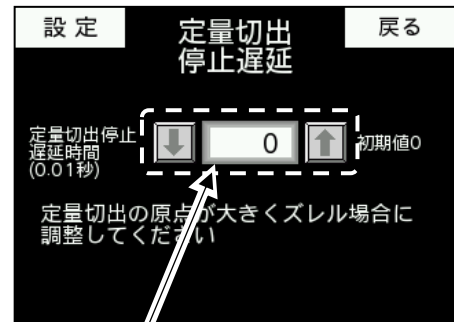 設 定
定量切出
停止遅延
戻る
定量切出停止
遅延時間
(0.01秒)
0
初期値0
定量切出の原点が大きくズレル場合に
調整してください